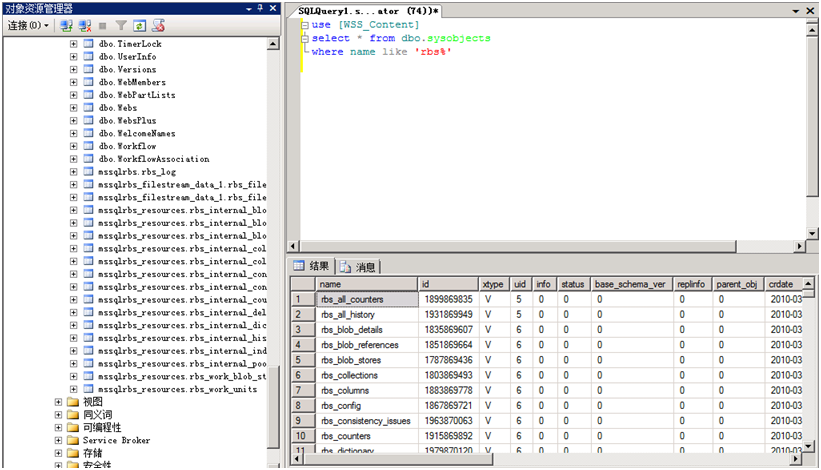 对象资源管理器
连接(O)
dbo.TimerLock
dbo.UserInfo
dbo.Versions
dbo.WebMembers
dbo.WebPartLists
dbo.Webs
dbo.WebsPlus
dbo.WelcomeNames
dbo.Workflow
dbo.WorkflowAssociation
mssqlrbs.rbs_log
mssqlrbs_filestream_data_1.rbs_file
mssqlrbs_filestream_data_1.rbs_file
mssqlrbs_resources.rbs_internal_blo
mssqlrbs_resources.rbs_internal_blo
mssqlrbs_resources.rbs_internal_blo
mssqlrbs_resources.rbs_internal_col
mssqlrbs_resources.rbs_internal_col
mssqlrbs_resources.rbs_internal_con
mssqlrbs_resources.rbs_internal_con
mssqlrbs_resources.rbs_internal_cou
mssqlrbs_resources.rbs_internal_del
mssqlrbs_resources.rbs_internal_dic
mssqlrbs_resources.rbs_internal_his
mssqlrbs_resources.rbs_internal_ind
mssqlrbs_resources.rbs_internal_poo
mssqlrbs_resources.rbs_work_blob_st
mssqlrbs_resources.rbs_work_units
视图
同义词
可编程性
Service Broker
存储
安全性
SQLQuery1.s...ator (74))*
use [WSS_Content]
select * from dbo.sysobjects
where name like 'rbs%'
结果 消息
name id xtype uid info status base_schema_ver replinfo parent_obj crdate
1 rbs_all_counters 1899869835 V 5 0 0 0 0 0 2010-03
2 rbs_all_history 1931869949 V 5 0 0 0 0 0 2010-03
3 rbs_blob_details 1835869607 V 6 0 0 0 0 0 2010-03
4 rbs_blob_references 1851869664 V 6 0 0 0 0 0 2010-03
5 rbs_blob_stores 1787869436 V 6 0 0 0 0 0 2010-03
6 rbs_collections 1803869493 V 6 0 0 0 0 0 2010-03
7 rbs_columns 1883869778 V 6 0 0 0 0 0 2010-03
8 rbs_config 1867869721 V 6 0 0 0 0 0 2010-03
9 rbs_consistency_issues 1963870063 V 6 0 0 0 0 0 2010-03
10 rbs_counters 1915869892 V 6 0 0 0 0 0 2010-03
11 rbs_dictionary 1979870120 V 6 0 0 0 0 0 2010-03